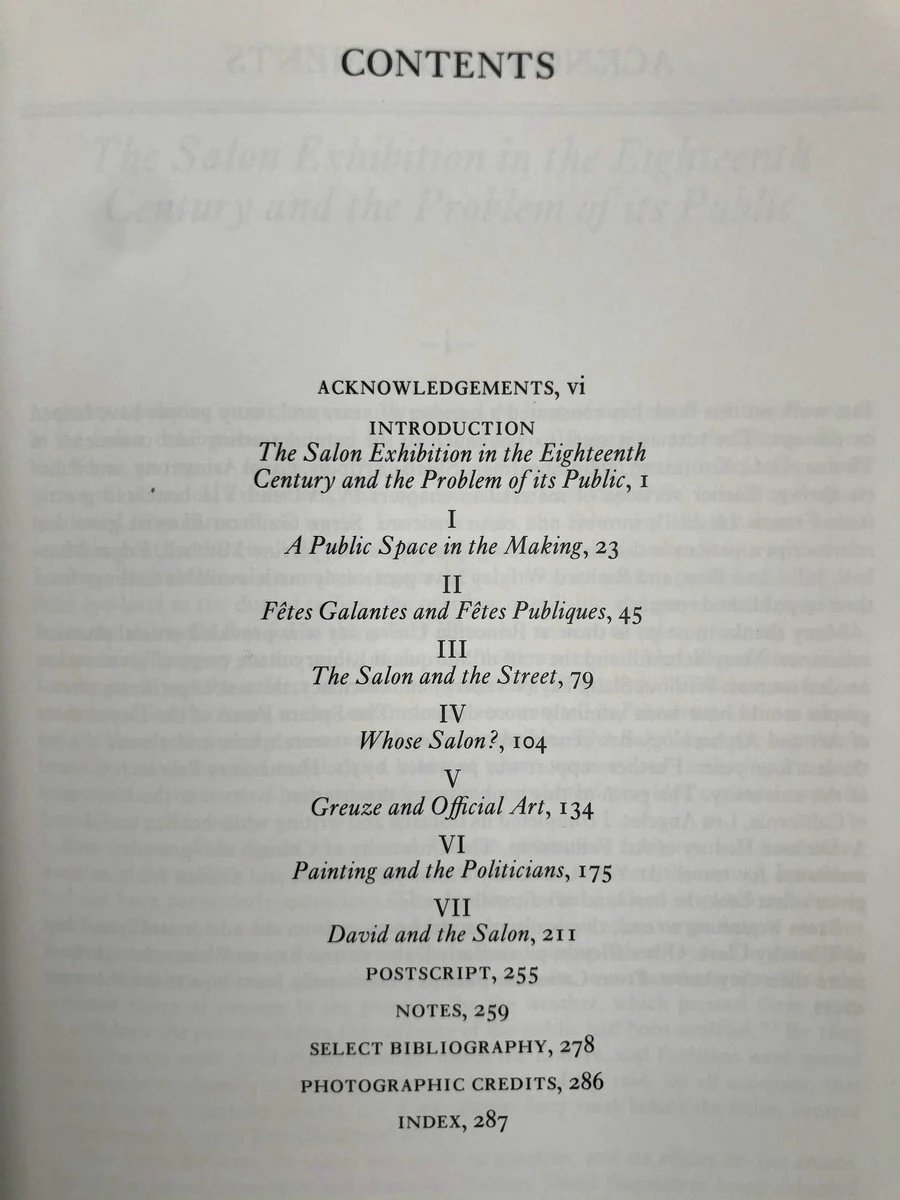 CONTENTS
ACKNOWLEDGEMENTS, vi
INTRODUCTION
The Salon Exhibition in the Eighteenth
Century and the Problem of its Public, 1
I
A Public Space in the Making, 23
II
Fêtes Galantes and Fêtes Publiques, 45
III
The Salon and the Street, 79
IV
Whose Salon?, 104
V
Greuze and Official Art, 134
VI
Painting and the Politicians, 175
VII
David and the Salon, 211
POSTSCRIPT, 255
NOTES, 259
SELECT BIBLIOGRAPHY, 278
PHOTOGRAPHIC CREDITS, 286
INDEX, 287